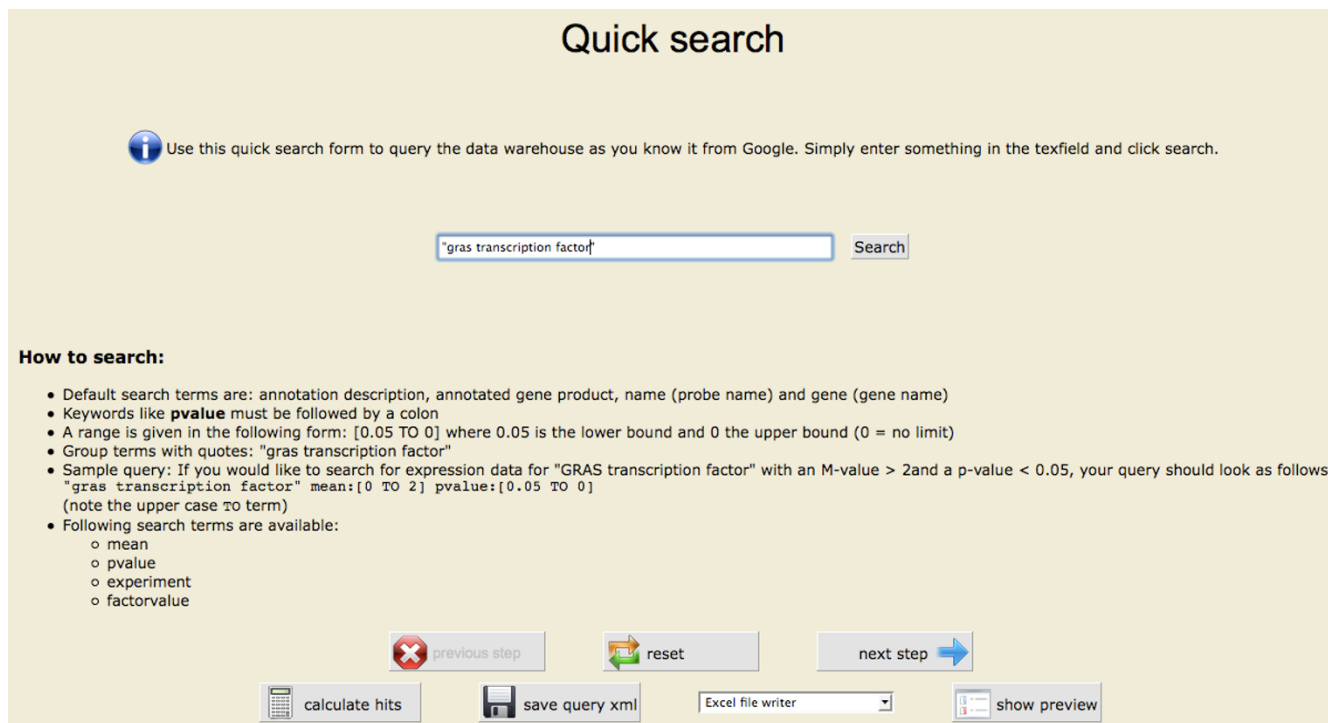 Quick search
Use this quick search form to query the data warehouse as you know it from Google. Simply enter something in the texfield and click search.
"gras transcription factor"
Search
How to search:
• Default search terms are: annotation description, annotated gene product, name (probe name) and gene (gene name)
• Keywords like pvalue must be followed by a colon
• A range is given in the following form: [0.05 TO 0] where 0.05 is the lower bound and 0 the upper bound (0 = no limit)
• Group terms with quotes: "gras transcription factor"
• Sample query: If you would like to search for expression data for "GRAS transcription factor" with an M-value > 2and a p-value < 0.05, your query should look as follows
"gras transcription factor" mean:[0 TO 2] pvalue:[0.05 TO 0]
(note the upper case TO term)
• Following search terms are available:
○ mean
○ pvalue
○ experiment
○ factorvalue
previous step
reset
next step
calculate hits
save query xml
Excel file writer
show preview